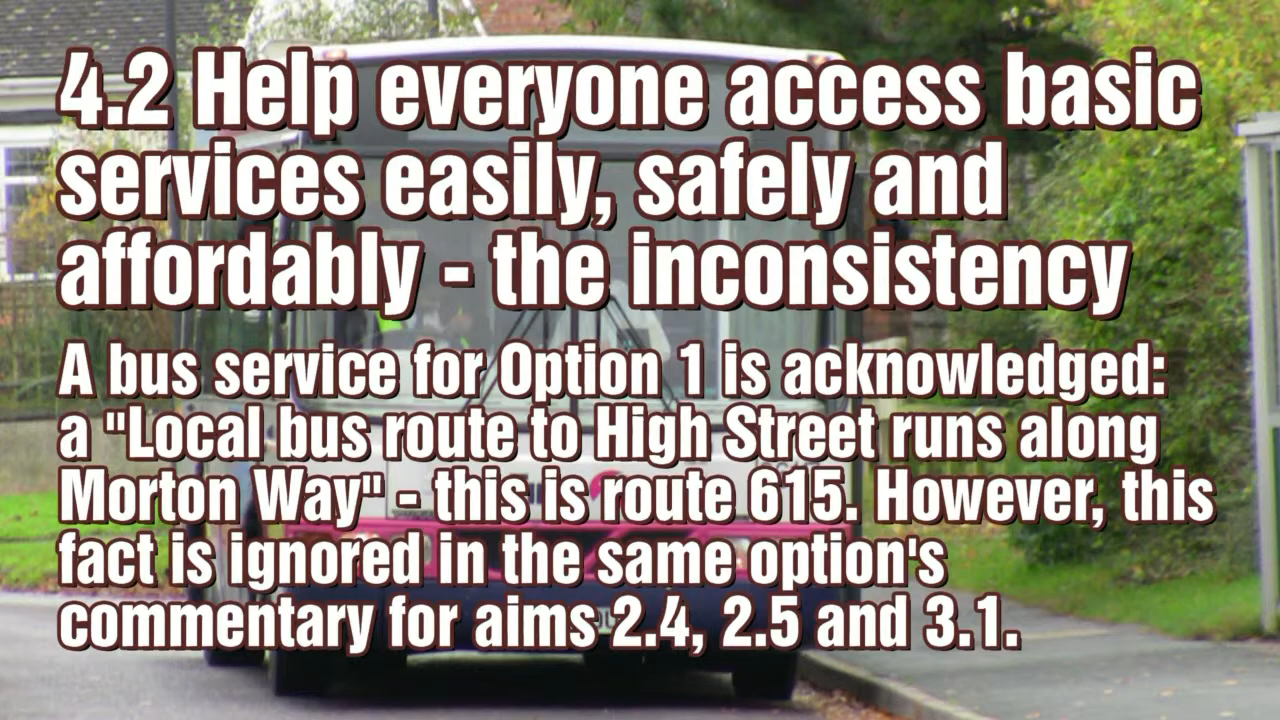 4.2 Help everyone access basic
services easily, safely and
affordably - the inconsistency
A bus service for Option 1 is acknowledged:
a "Local bus route to High Street runs along
Morton Way" - this is route 615. However, this
fact is ignored in the same option's
commentary for aims 2.4, 2.5 and 3.1.